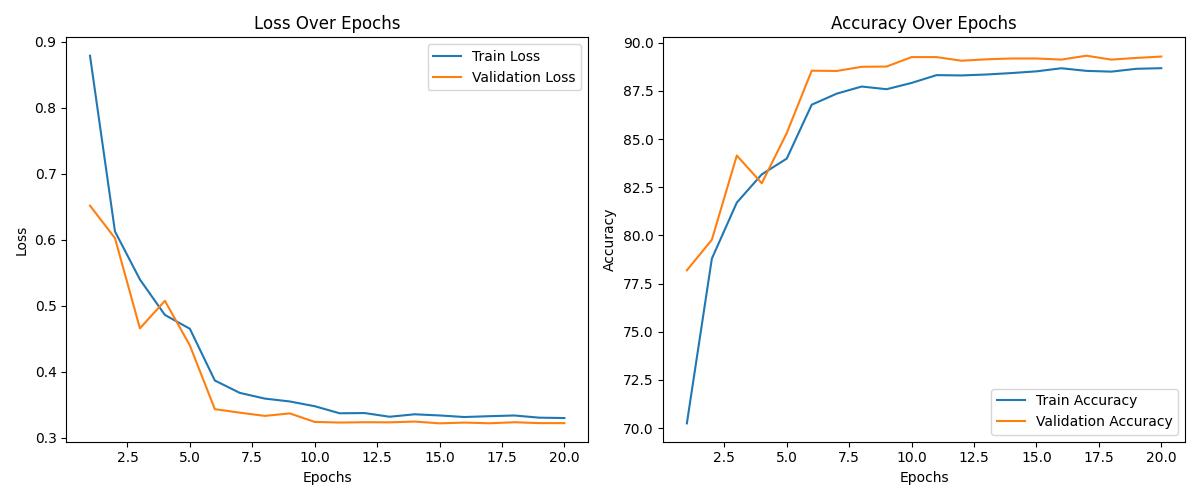 Loss Over Epochs
0.9
0.8
0.7
0.6
0.5
0.4
0.3
Loss
Train Loss
Validation Loss
2.5 5.0 7.5 10.0 12.5 15.0 17.5 20.0
Epochs
Accuracy Over Epochs
90.0
87.5
85.0
82.5
80.0
77.5
75.0
72.5
70.0
Accuracy
Train Accuracy
Validation Accuracy
2.5 5.0 7.5 10.0 12.5 15.0 17.5 20.0
Epochs